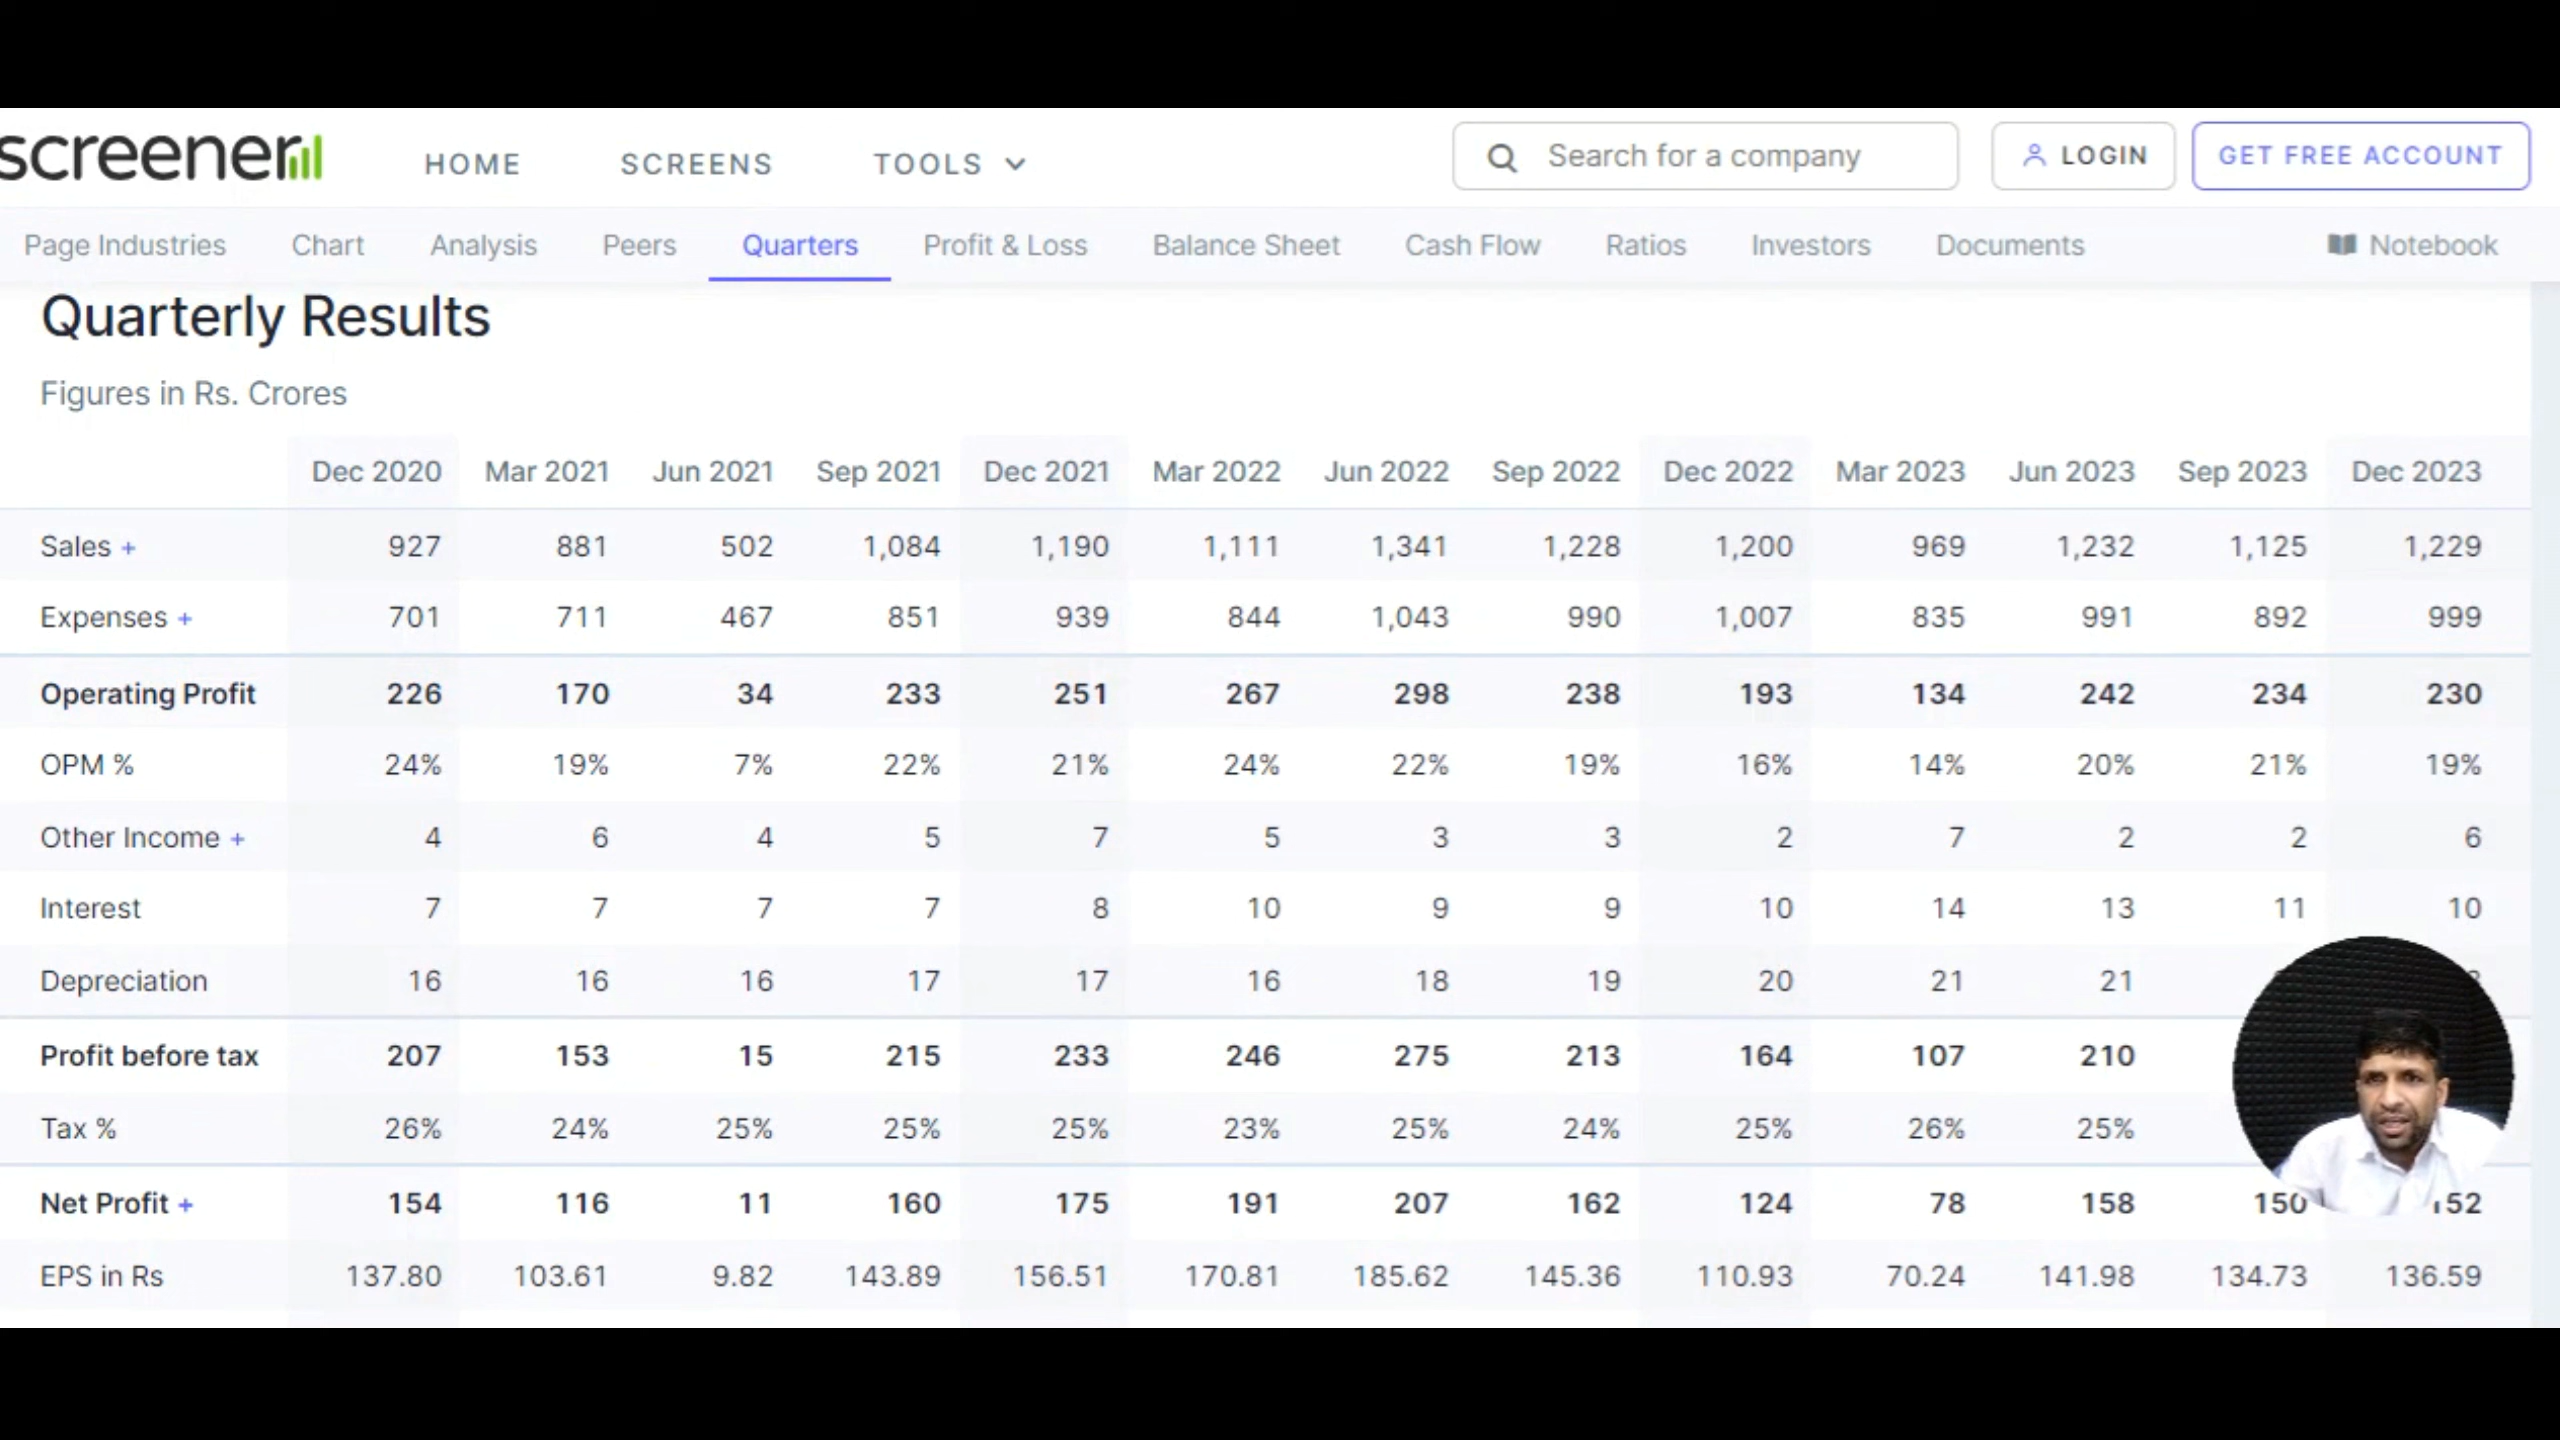 screener HOME SCREENS TOOLS Search for a company LOGIN GET FREE ACCOUNT
Page Industries Chart Analysis Peers Quarters Profit & Loss Balance Sheet Cash Flow Ratios Investors Documents Notebook
Quarterly Results
Figures in Rs. Crores
Dec 2020 Mar 2021 Jun 2021 Sep 2021 Dec 2021 Mar 2022 Jun 2022 Sep 2022 Dec 2022 Mar 2023 Jun 2023 Sep 2023 Dec 2023
Sales + 927 881 502 1,084 1,190 1,111 1,341 1,228 1,200 969 1,232 1,125 1,229
Expenses + 701 711 467 851 939 844 1,043 990 1,007 835 991 892 999
Operating Profit 226 170 34 233 251 267 298 238 193 134 242 234 230
OPM % 24% 19% 7% 22% 21% 24% 22% 19% 16% 14% 20% 21% 19%
Other Income + 4 6 4 5 7 5 3 3 2 7 2 2 6
Interest 7 7 7 7 8 10 9 9 10 14 13 11 10
Depreciation 16 16 16 17 17 16 18 19 20 21 21
Profit before tax 207 153 15 215 233 246 275 213 164 107 210
Tax % 26% 24% 25% 25% 25% 23% 25% 24% 25% 26% 25%
Net Profit + 154 116 11 160 175 191 207 162 124 78 158 150
EPS in Rs 137.80 103.61 9.82 143.89 156.51 170.81 185.62 145.36 110.93 70.24 141.98 134.73 136.59